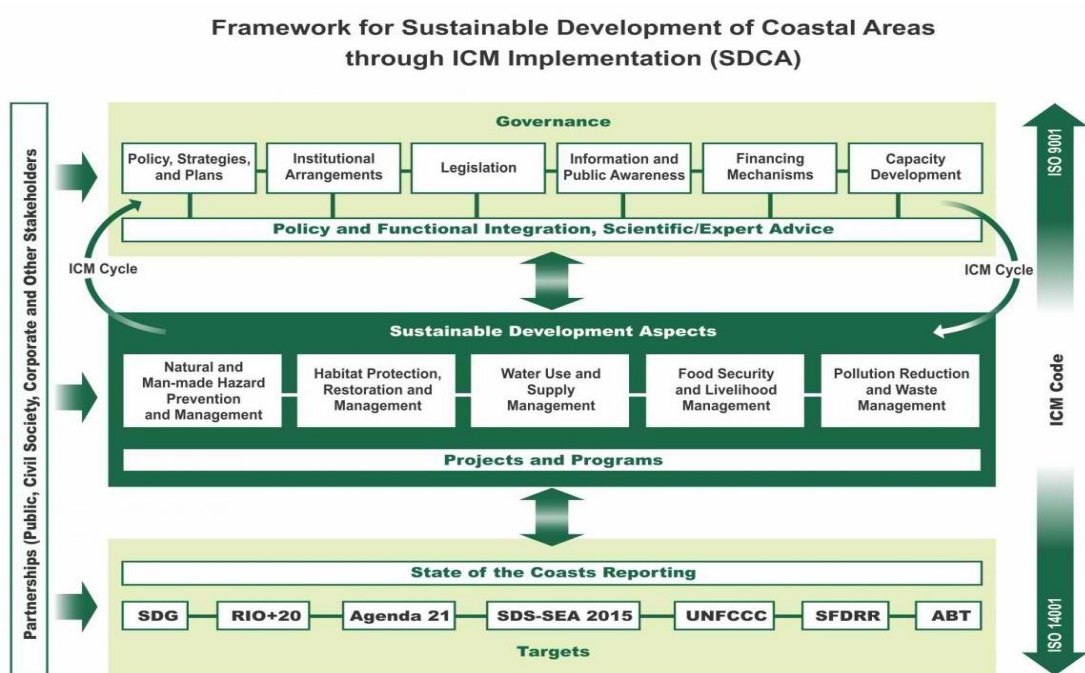 Framework for Sustainable Development of Coastal Areas
through ICM Implementation (SDCA)
Partnerships (Public, Civil Society, Corporate and Other Stakeholders
Governance
Policy, Strategies,
and Plans
Institutional
Arrangements
Legislation
Information and
Public Awareness
Financing
Mechanisms
Capacity
Development
Policy and Functional Integration, Scientific/Expert Advice
ICM Cycle
ICM Cycle
Sustainable Development Aspects
Natural and
Man-made Hazard
Prevention
and Management
Habitat Protection,
Restoration and
Management
Water Use and
Supply
Management
Food Security
and Livelihood
Management
Pollution Reduction
and Waste
Management
Projects and Programs
State of the Coasts Reporting
SDG
RIO+20
Agenda 21
SDS-SEA 2015
UNFCCC
SFDRR
ABT
Targets
ISO 9001
ICM Code
ISO 14001